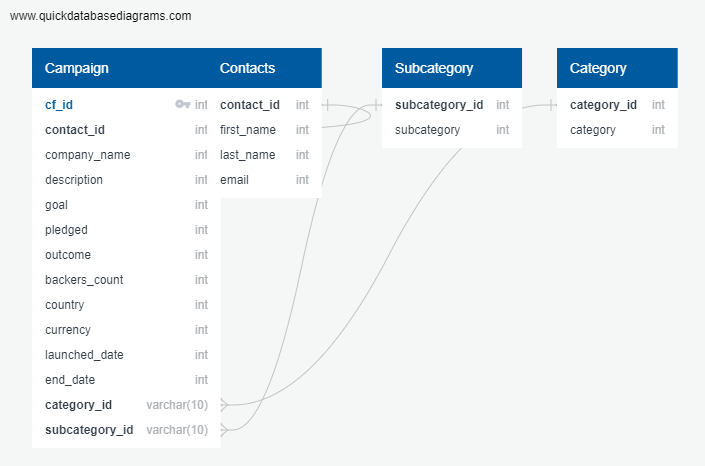 www.quickdatabasediagrams.com
Campaign
cf_id int
contact_id int
company_name int
description int
goal int
pledged int
outcome int
backers_count int
country int
currency int
launched_date int
end_date int
category_id varchar(10)
subcategory_id varchar(10)
Contacts
contact_id int
first_name int
last_name int
email int
Subcategory
subcategory_id int
subcategory int
Category
category_id int
category int